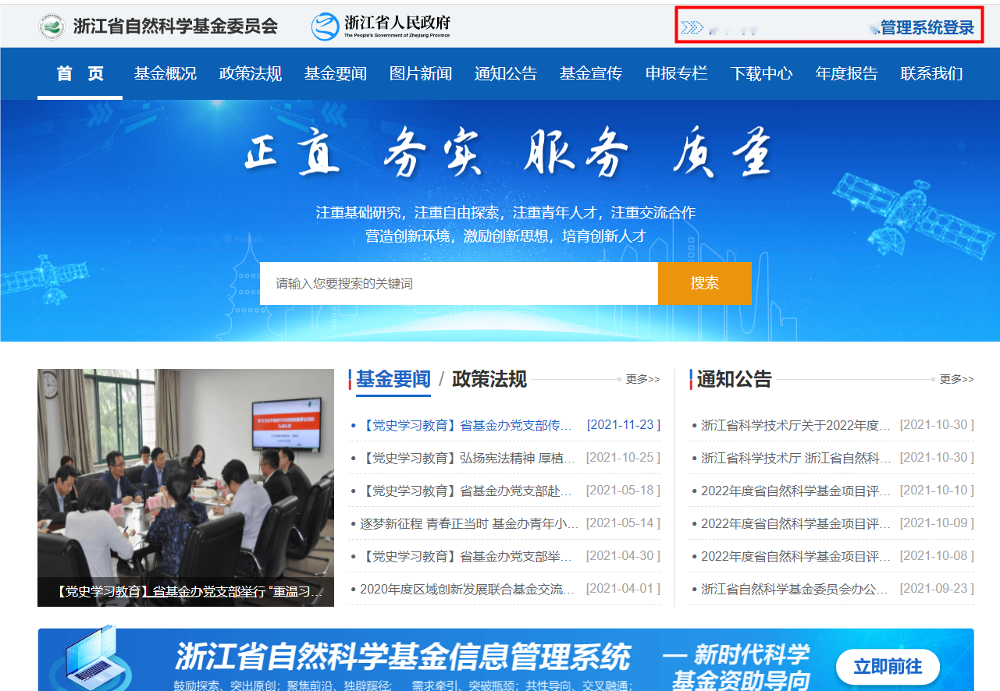 浙江省自然科学基金委员会
浙江省人民政府
The People's Government of Zhejiang Province
管理系统登录
首 页 基金概况 政策法规 基金要闻 图片新闻 通知公告 基金宣传 申报专栏 下载中心 年度报告 联系我们
正直 务实 服务 质量
注重基础研究，注重自由探索，注重青年人才，注重交流合作
营造创新环境，激励创新思想，培育创新人才
请输入您要搜索的关键词 搜索
【党史学习教育】省基金办党支部举行 “重温习...
基金要闻 / 政策法规 更多>>
【党史学习教育】省基金办党支部传... [2021-11-23 ]
【党史学习教育】弘扬宪法精神 厚植... [2021-10-25 ]
【党史学习教育】省基金办党支部赴... [2021-05-18 ]
逐梦新征程 青春正当时 基金办青年小... [2021-05-14 ]
【党史学习教育】省基金办党支部举... [2021-04-30 ]
2020年度区域创新发展联合基金交流... [2021-04-01 ]
通知公告 更多>>
浙江省科学技术厅关于2022年度... [2021-10-30 ]
浙江省科学技术厅 浙江省自然科... [2021-10-30 ]
2022年度省自然科学基金项目评... [2021-10-10 ]
2022年度省自然科学基金项目评... [2021-10-09 ]
2022年度省自然科学基金项目评... [2021-10-08 ]
浙江省自然科学基金委员会办公... [2021-09-23 ]
浙江省自然科学基金信息管理系统
鼓励探索、突出原创；聚焦前沿、独辟蹊径； 需求牵引、突破瓶颈；共性导向、交叉融通；
— 新时代科学
基金资助导向
立即前往